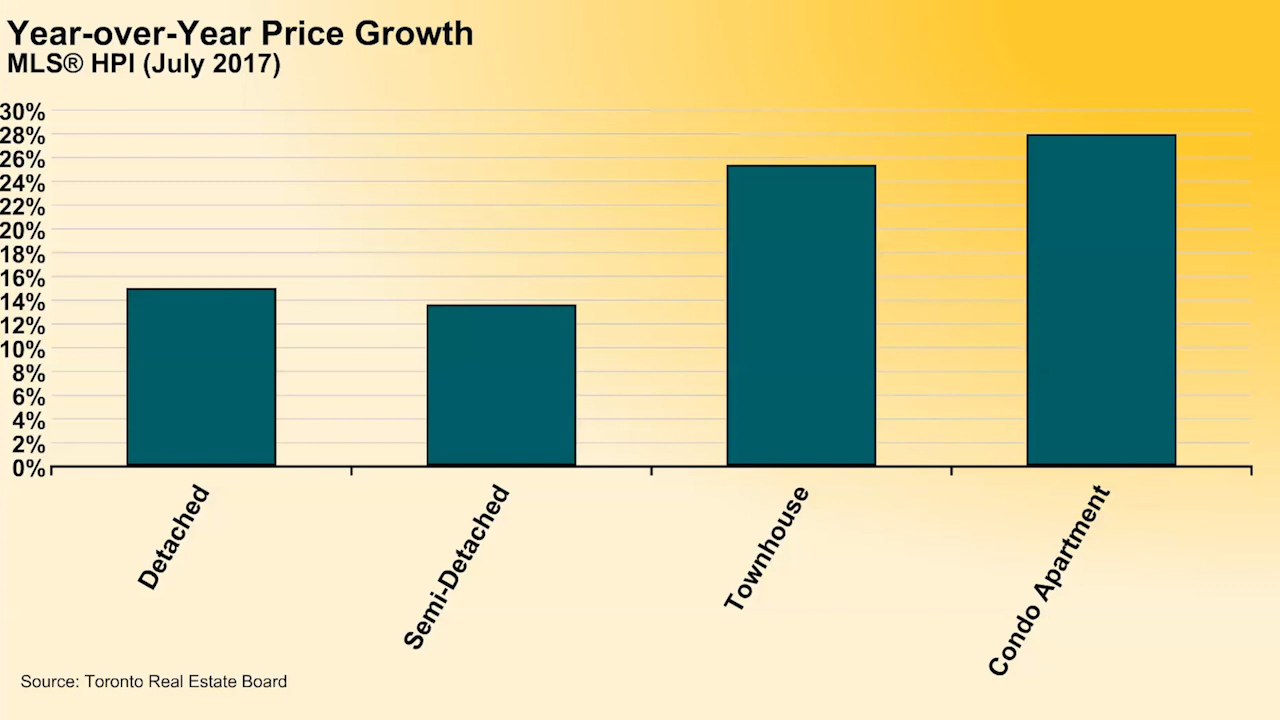 Year-over-Year Price Growth
MLS® HPI (July 2017)
30%
28%
26%
24%
22%
20%
18%
16%
14%
12%
10%
8%
6%
4%
2%
0%
Detached
Semi-Detached
Townhouse
Condo Apartment
Source: Toronto Real Estate Board